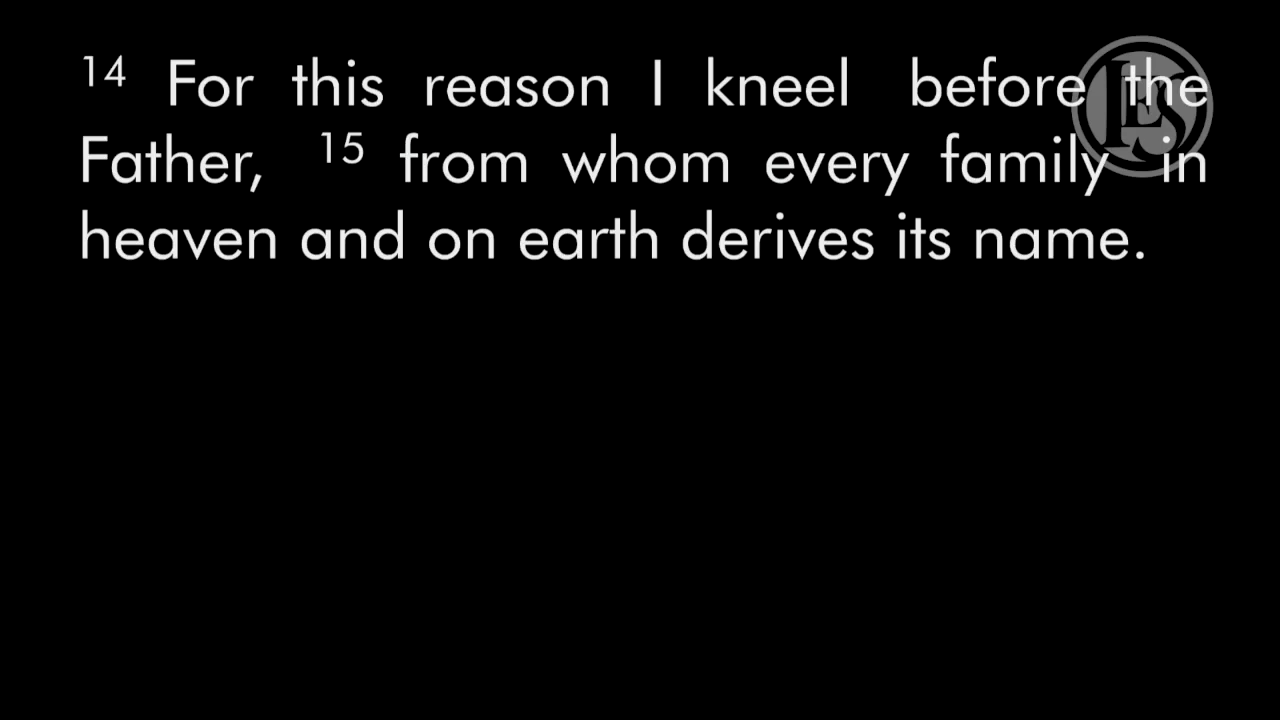 14 For this reason I kneel before the
Father, 15 from whom every family in
heaven and on earth derives its name.